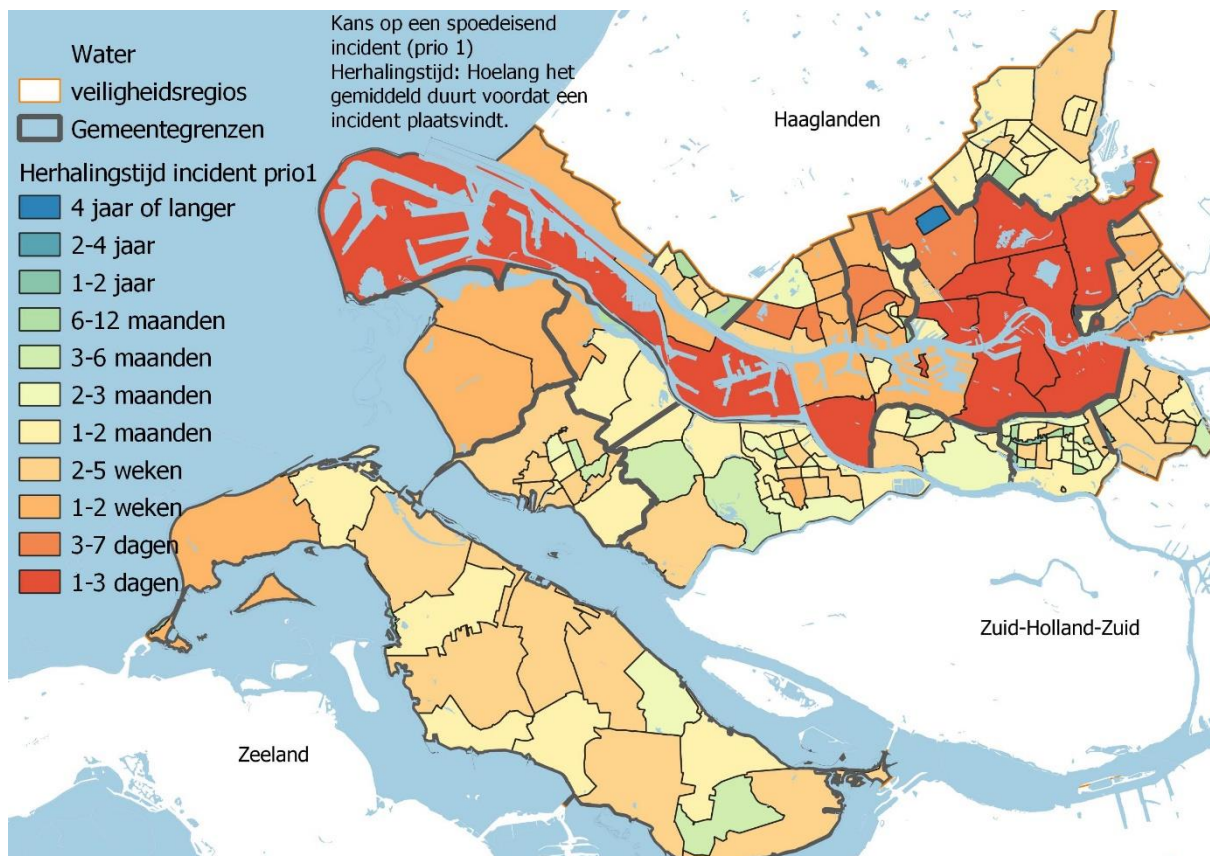 Water
veiligheidsregios
Gemeentegrenzen
Herhalingstijd incident prio1
4 jaar of langer
2-4 jaar
1-2 jaar
6-12 maanden
3-6 maanden
2-3 maanden
1-2 maanden
2-5 weken
1-2 weken
3-7 dagen
1-3 dagen
Kans op een spoedeisend
incident (prio 1)
Herhalingstijd: Hoelang het
gemiddeld duurt voordat een
incident plaatsvindt.
Haaglanden
Zuid-Holland-Zuid
Zeeland